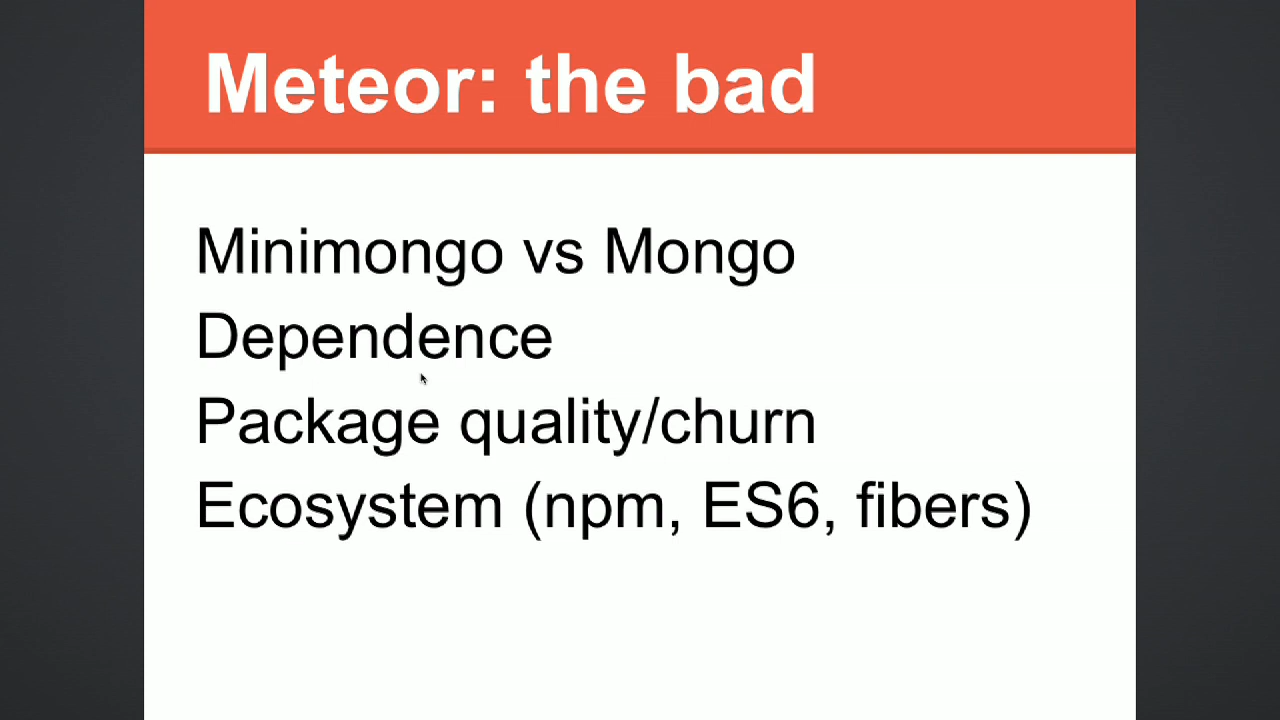 Meteor: the bad
Minimongo vs Mongo
Dependence
Package quality/churn
Ecosystem (npm, ES6, fibers)